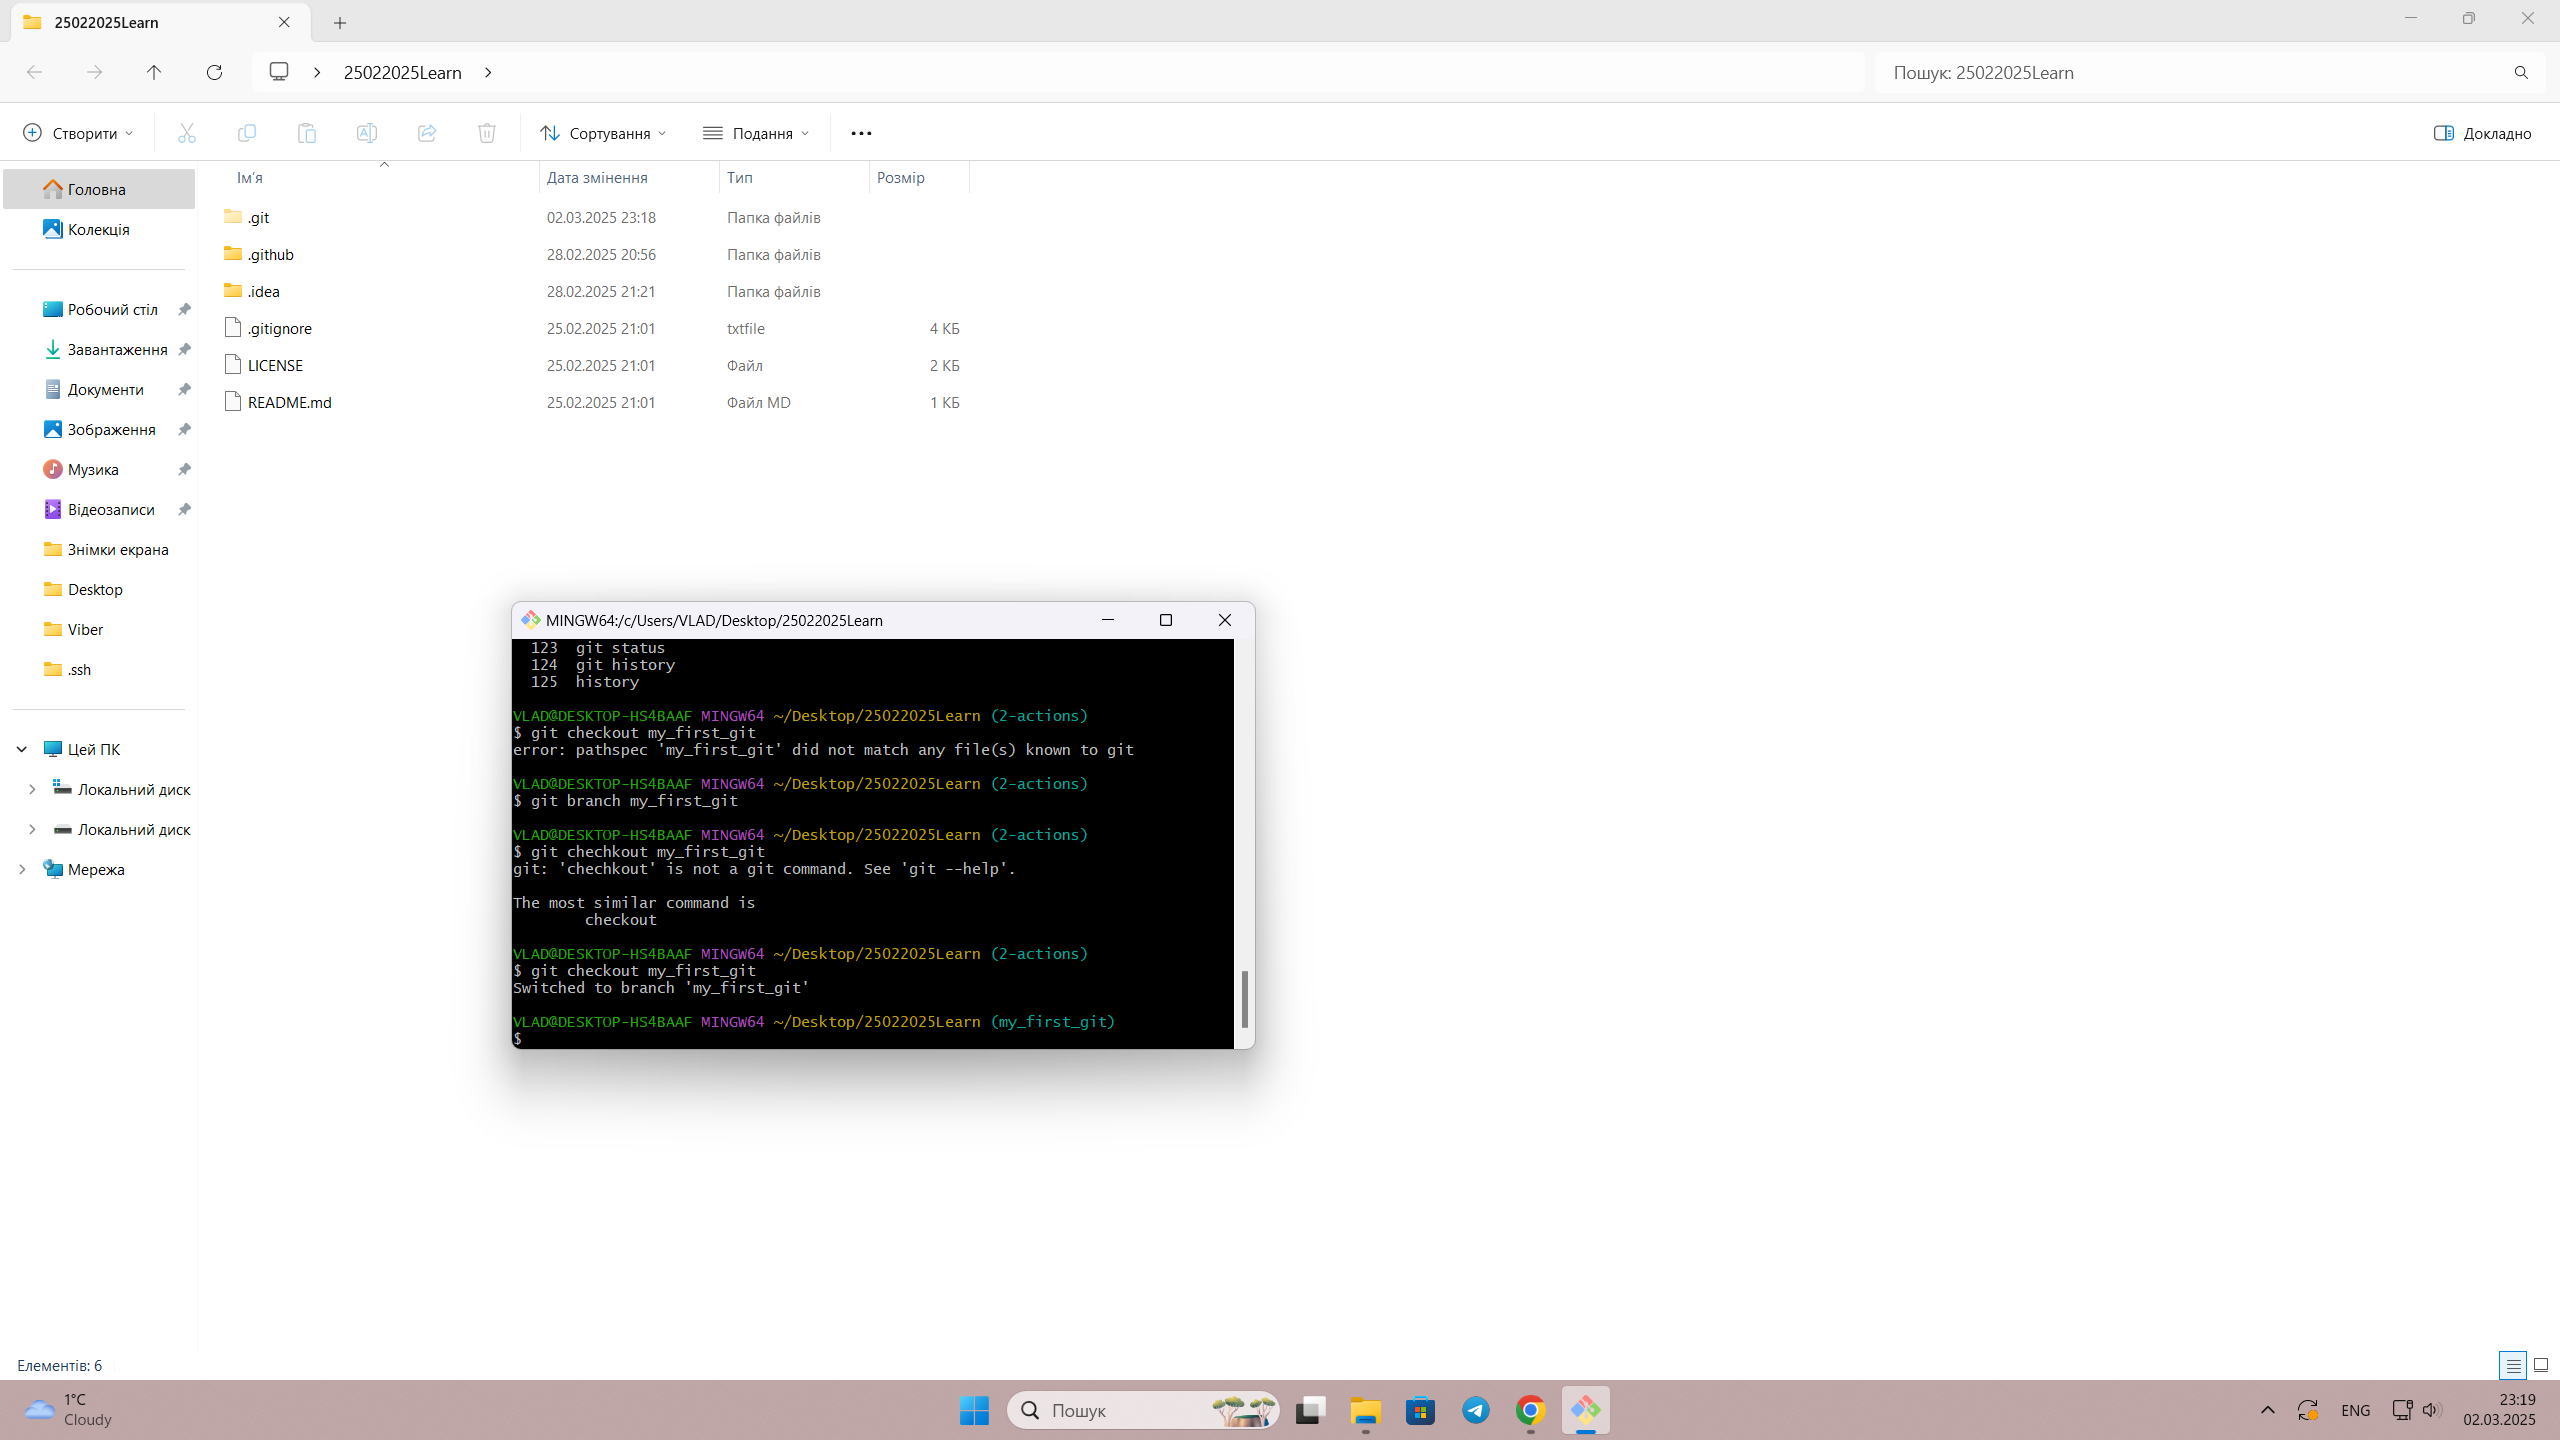 25022025Learn
25022025Learn
Пошук: 25022025Learn
Створити
Сортування
Подання
Докладно
Головна
Колекція
Робочий стіл
Завантаження
Документи
Зображення
Музика
Відеозаписи
Знімки екрана
Desktop
Viber
.ssh
Цей ПК
Локальний диск
Локальний диск
Мережа
Ім’я Дата змінення Тип Розмір
.git 02.03.2025 23:18 Папка файлів
.github 28.02.2025 20:56 Папка файлів
.idea 28.02.2025 21:21 Папка файлів
.gitignore 25.02.2025 21:01 txtfile 4 КБ
LICENSE 25.02.2025 21:01 Файл 2 КБ
README.md 25.02.2025 21:01 Файл MD 1 КБ
MINGW64:/c/Users/VLAD/Desktop/25022025Learn
123 git status
124 git history
125 history
VLAD@DESKTOP-HS4BAAF MINGW64 ~/Desktop/25022025Learn (2-actions)
$ git checkout my_first_git
error: pathspec 'my_first_git' did not match any file(s) known to git
VLAD@DESKTOP-HS4BAAF MINGW64 ~/Desktop/25022025Learn (2-actions)
$ git branch my_first_git
VLAD@DESKTOP-HS4BAAF MINGW64 ~/Desktop/25022025Learn (2-actions)
$ git chechkout my_first_git
git: 'chechkout' is not a git command. See 'git --help'.
The most similar command is
checkout
VLAD@DESKTOP-HS4BAAF MINGW64 ~/Desktop/25022025Learn (2-actions)
$ git checkout my_first_git
Switched to branch 'my_first_git'
VLAD@DESKTOP-HS4BAAF MINGW64 ~/Desktop/25022025Learn (my_first_git)
$
Елементів: 6
1°C
Cloudy
Пошук
ENG
23:19
02.03.2025